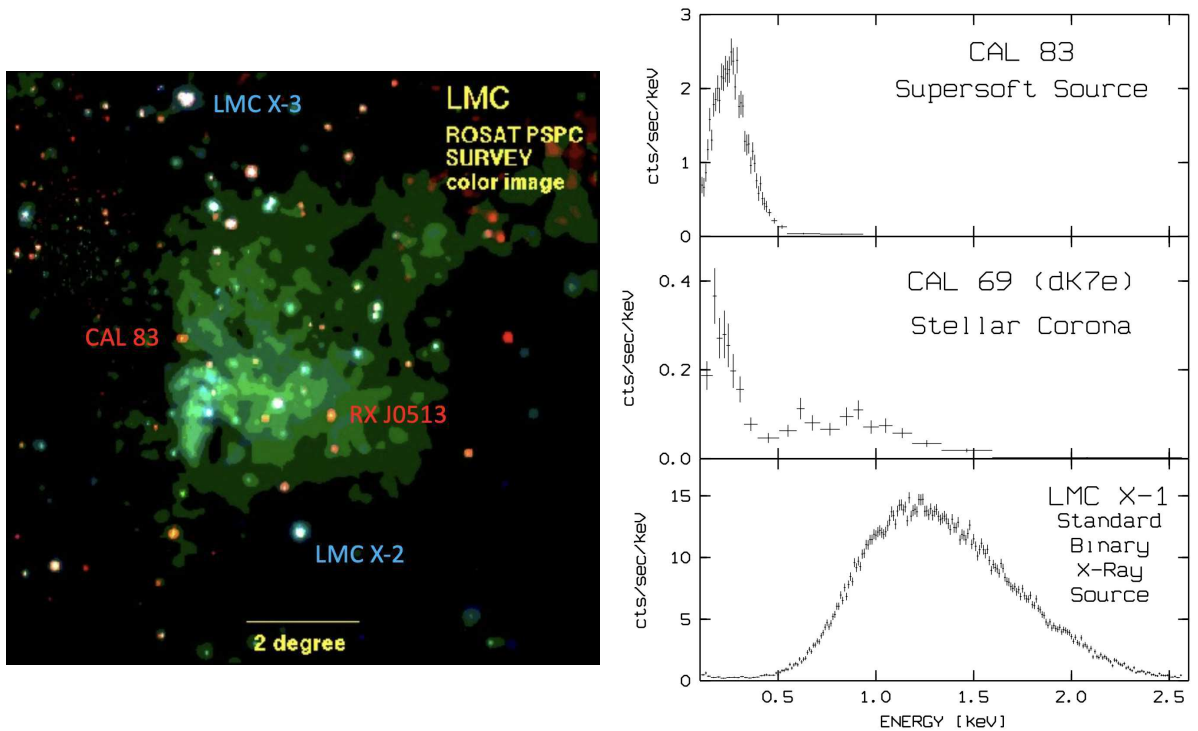 LMC X-3
LMC
ROSAT PSPC
SURVEY
color image
CAL 83
RX J0513
LMC X-2
2 degree
3
2
1
0
cts/sec/keV
CAL 83
Supersoft Source
0.4
0.2
0.0
cts/sec/keV
CAL 69 (dK7e)
Stellar Corona
15
10
5
0
cts/sec/keV
LMC X-1
Standard
Binary
X-Ray
Source
0.5 1.0 1.5 2.0 2.5
ENERGY [keV]